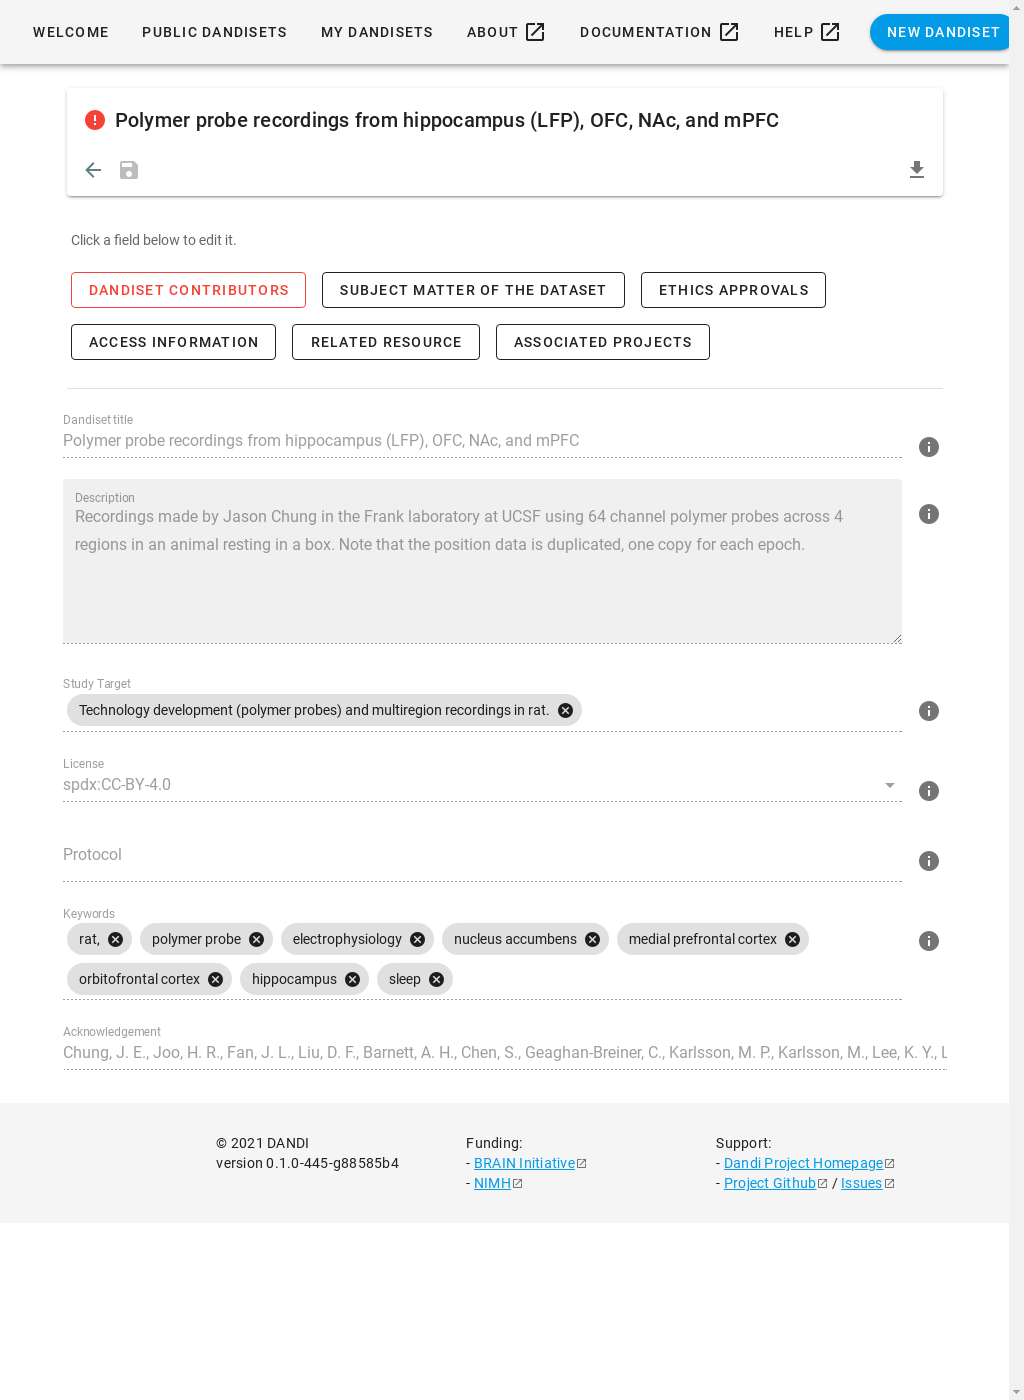 WELCOME PUBLIC DANDISETS MY DANDISETS ABOUT DOCUMENTATION HELP NEW DANDISET
Polymer probe recordings from hippocampus (LFP), OFC, NAc, and mPFC
Click a field below to edit it.
DANDISET CONTRIBUTORS SUBJECT MATTER OF THE DATASET ETHICS APPROVALS
ACCESS INFORMATION RELATED RESOURCE ASSOCIATED PROJECTS
Dandiset title
Polymer probe recordings from hippocampus (LFP), OFC, NAc, and mPFC
Description
Recordings made by Jason Chung in the Frank laboratory at UCSF using 64 channel polymer probes across 4
regions in an animal resting in a box. Note that the position data is duplicated, one copy for each epoch.
Study Target
Technology development (polymer probes) and multiregion recordings in rat.
License
spdx:CC-BY-4.0
Protocol
Keywords
rat, polymer probe electrophysiology nucleus accumbens medial prefrontal cortex
orbitofrontal cortex hippocampus sleep
Acknowledgement
Chung, J. E., Joo, H. R., Fan, J. L., Liu, D. F., Barnett, A. H., Chen, S., Geaghan-Breiner, C., Karlsson, M. P., Karlsson, M., Lee, K. Y., L
© 2021 DANDI Funding: Support:
version 0.1.0-445-g88585b4 - BRAIN Initiative - Dandi Project Homepage
- NIMH - Project Github / Issues